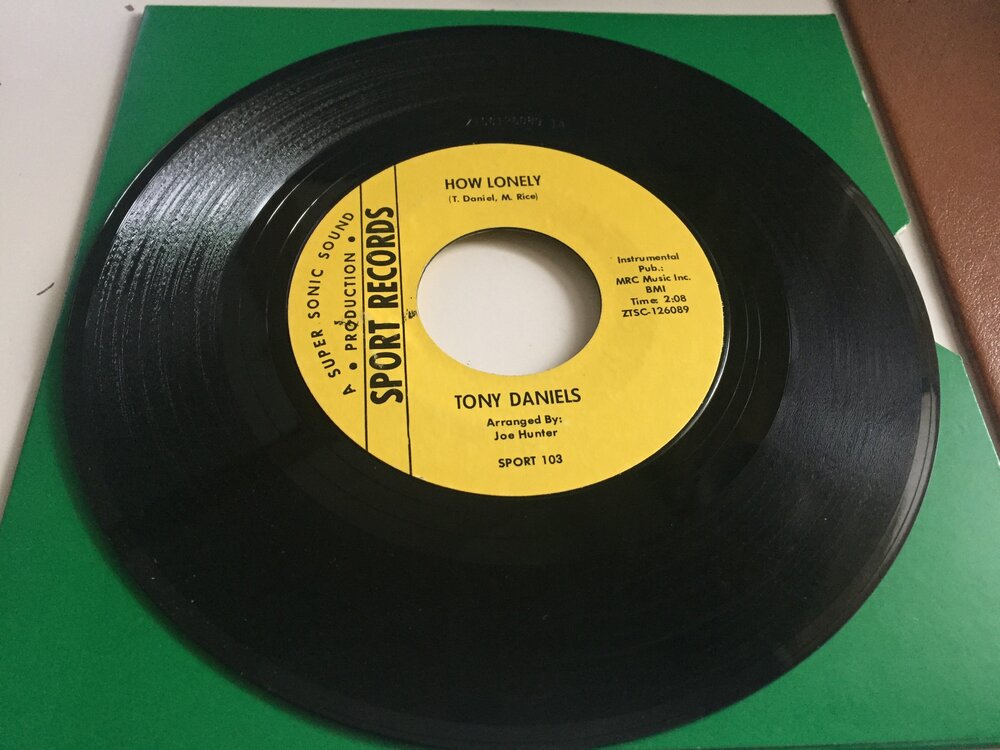 HOW LONELY
(T. Daniel, M. Rice)
A SUPER SONIC SOUND
• PRODUCTION •
SPORT RECORDS
Instrumental
Pub.:
MRC Music Inc.
BMI
Time: 2:08
ZTSC-126089
TONY DANIELS
Arranged By:
Joe Hunter
SPORT 103